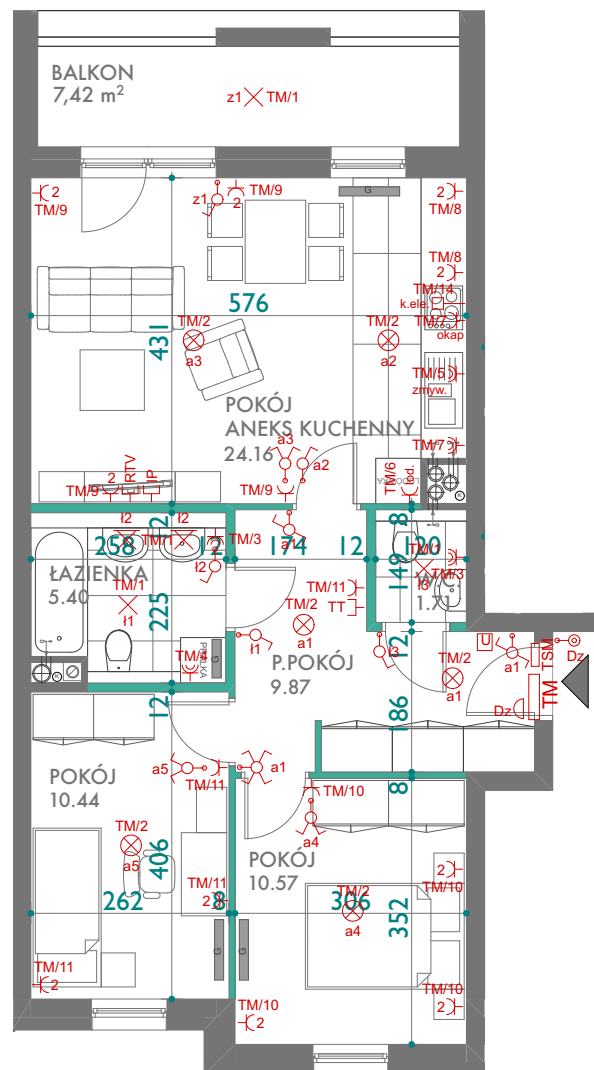 BALKON
7,42 m²
z1 TM/1
2
TM/9
z1
2
TM/9
G
2
TM/8
TM/8
2
TM/14
k.ele.
TM/7
okap
576
431
TM/2
a3
TM/2
a2
TM/5
zmyw.
POKÓJ
ANEKS KUCHENNY
24.16
TM/7
a3
a2
TM/9
2
RTV
IP
TM/9
TM/6
lod.
12
ł2
ł2
258
TM/1
12
TM/3
ł2
a1
174
12
8
120
149
TM/1
TM/3
ł3
W.C.
1.71
ŁAZIENKA
5.40
TM/1
ł1
225
TM/11
TT
TM/2
a1
ł1
P.POKÓJ
9.87
ł3
12
TM/2
a1
U
a1
TM
TSM
Dz
Dz
PRALKA
TM/4
G
12
186
POKÓJ
10.44
a5
TM/11
a1
8
TM/10
a4
TM/2
a5
406
POKÓJ
10.57
TM/11
2
2
TM/10
262
8
306
TM/2
a4
352
G
G
TM/11
2
TM/10
2
TM/10
2